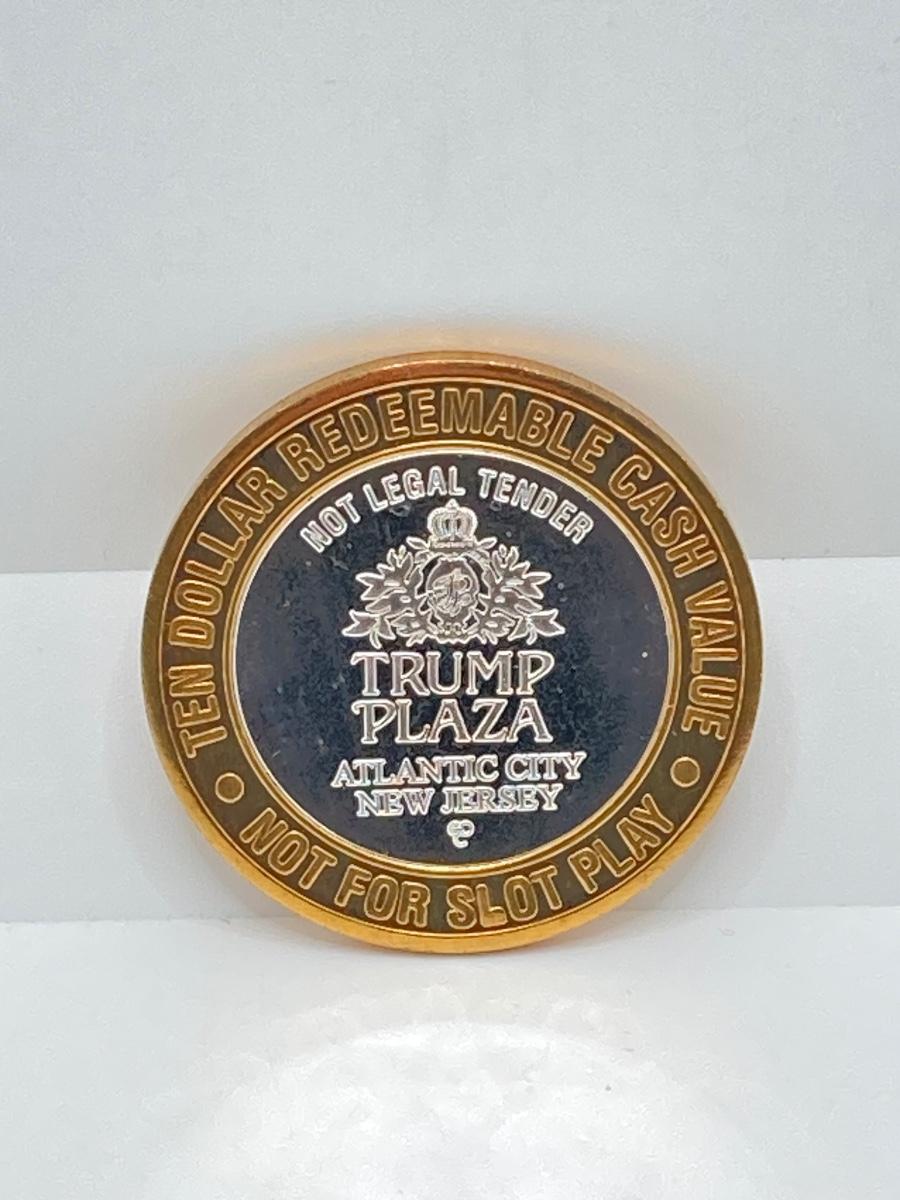 TEN DOLLAR REDEEMABLE CASH VALUE
NOT LEGAL TENDER
TRUMP
PLAZA
ATLANTIC CITY
NEW JERSEY
NOT FOR SLOT PLAY